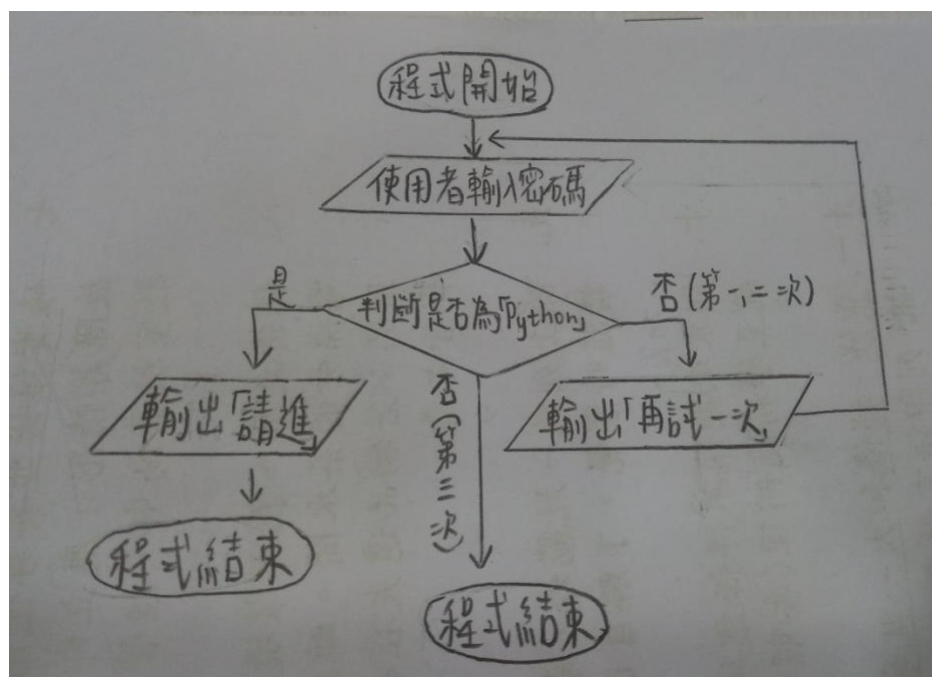 程式開始
使用者輸入密碼
是
判斷是否為「Python」
否(第一,二次)
輸出「請進」
否(第三次)
輸出「再試一次」
程式結束
程式結束